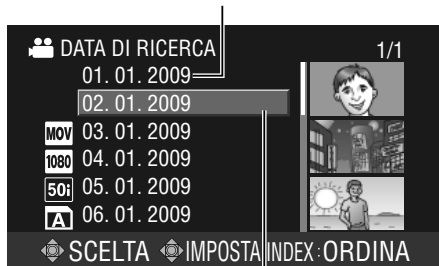 DATA DI RICERCA 1/1
01. 01. 2009
02. 01. 2009
MOV 03. 01. 2009
1080 04. 01. 2009
50i 05. 01. 2009
A 06. 01. 2009
SCELTA IMPOSTA INDEX:ORDINA